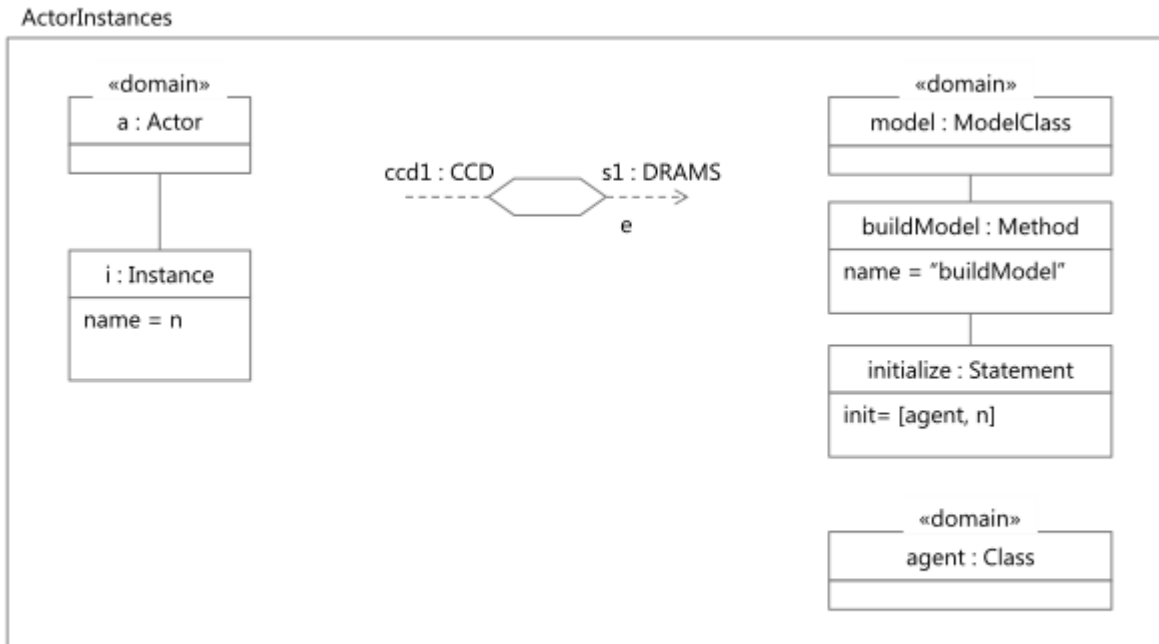 ActorInstances
«domain»
a : Actor
i : Instance
name = n
ccd1 : CCD
s1 : DRAMS
e
«domain»
model : ModelClass
buildModel : Method
name = “buildModel”
initialize : Statement
init= [agent, n]
«domain»
agent : Class